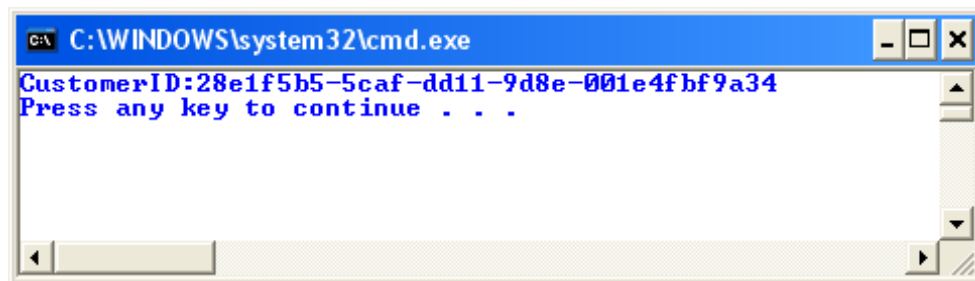 C:\WINDOWS\system32\cmd.exe
CustomerID:28e1f5b5-5caf-dd11-9d8e-001e4fbf9a34
Press any key to continue . . .